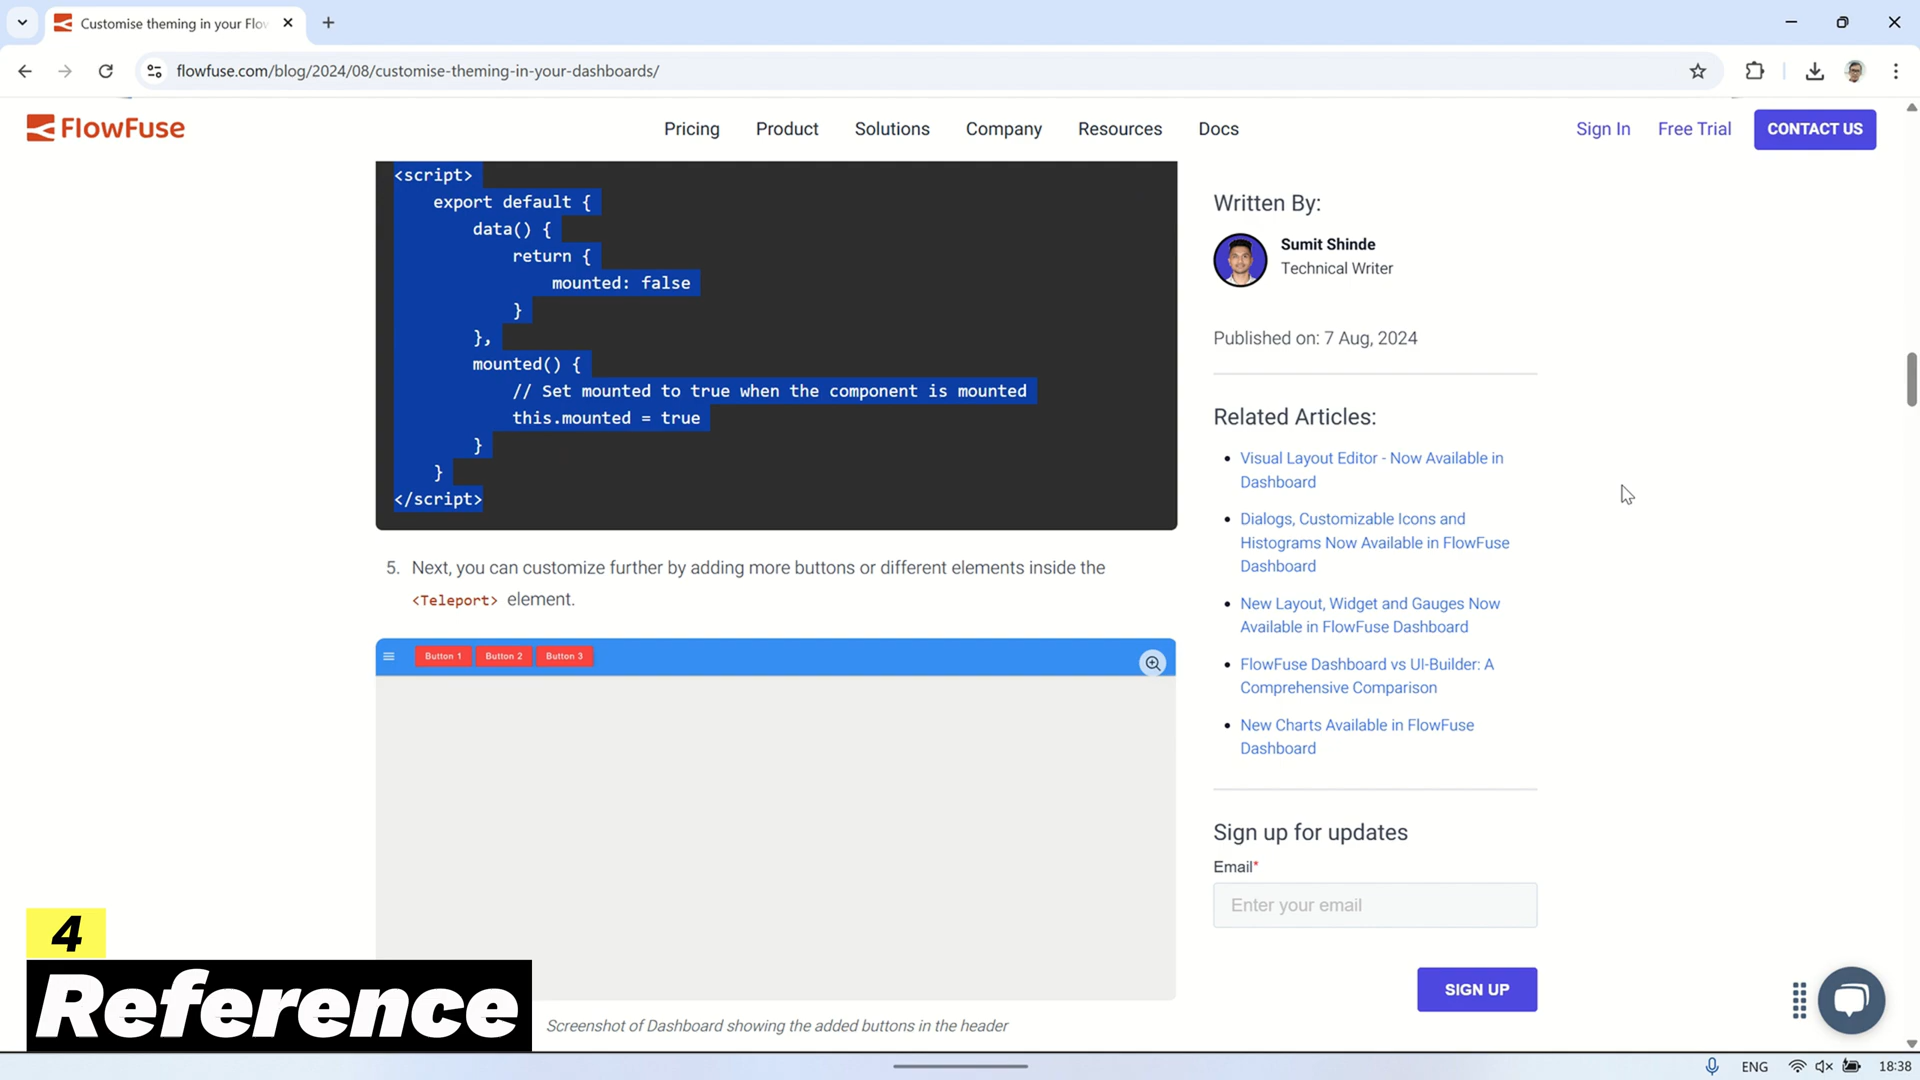 Customise theming in your Flow
flowfuse.com/blog/2024/08/customise-theming-in-your-dashboards/
FlowFuse
Pricing
Product
Solutions
Company
Resources
Docs
Sign In
Free Trial
CONTACT US
<script>
export default {
data() {
return {
mounted: false
}
},
mounted() {
// Set mounted to true when the component is mounted
this.mounted = true
}
}
</script>
5. Next, you can customize further by adding more buttons or different elements inside the
<Teleport> element.
Button 1
Button 2
Button 3
Screenshot of Dashboard showing the added buttons in the header
Written By:
Sumit Shinde
Technical Writer
Published on: 7 Aug, 2024
Related Articles:
Visual Layout Editor - Now Available in
Dashboard
Dialogs, Customizable Icons and
Histograms Now Available in FlowFuse
Dashboard
New Layout, Widget and Gauges Now
Available in FlowFuse Dashboard
FlowFuse Dashboard vs UI-Builder: A
Comprehensive Comparison
New Charts Available in FlowFuse
Dashboard
Sign up for updates
Email*
Enter your email
SIGN UP
4
Reference
ENG
18:38